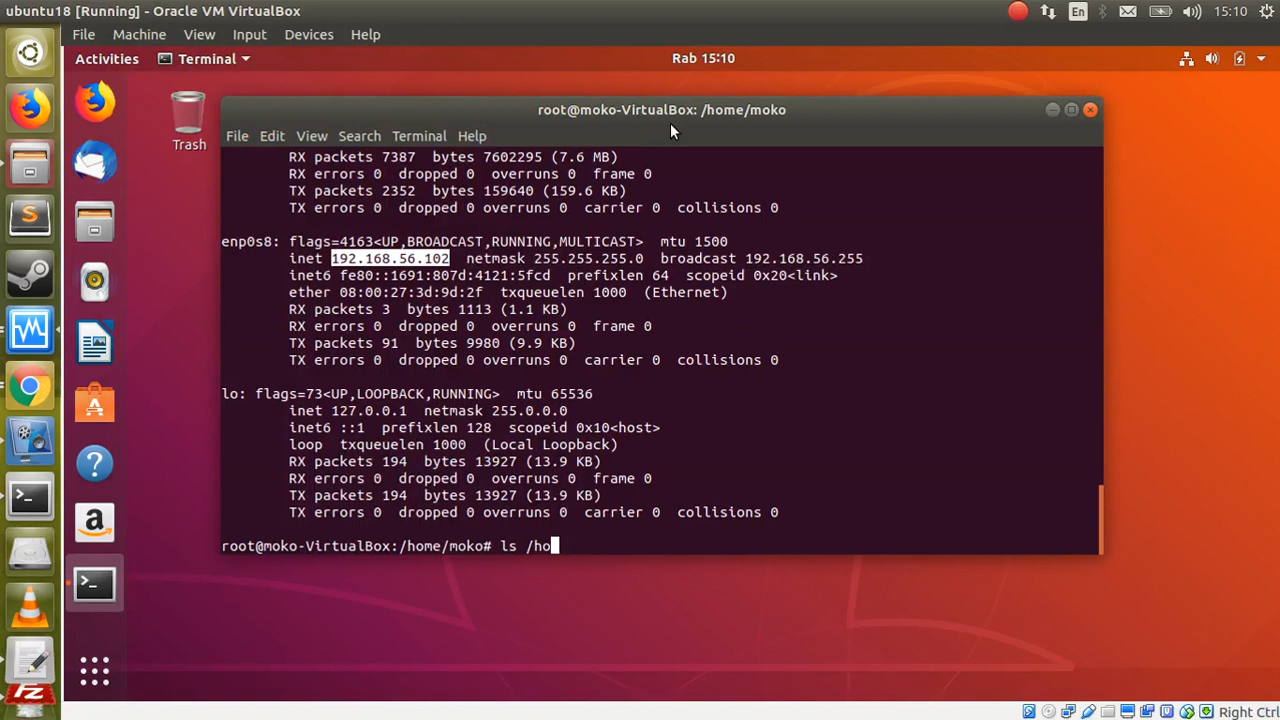 ubuntu18 [Running] - Oracle VM VirtualBox
En
15:10
File Machine View Input Devices Help
Activities
Terminal
Rab 15:10
Trash
root@moko-VirtualBox: /home/moko
File Edit View Search Terminal Help
RX packets 7387 bytes 7602295 (7.6 MB)
RX errors 0 dropped 0 overruns 0 frame 0
TX packets 2352 bytes 159640 (159.6 KB)
TX errors 0 dropped 0 overruns 0 carrier 0 collisions 0
enp0s8: flags=4163<UP,BROADCAST,RUNNING,MULTICAST> mtu 1500
inet 192.168.56.102 netmask 255.255.255.0 broadcast 192.168.56.255
inet6 fe80::1691:807d:4121:5fcd prefixlen 64 scopeid 0x20<link>
ether 08:00:27:3d:9d:2f txqueuelen 1000 (Ethernet)
RX packets 3 bytes 1113 (1.1 KB)
RX errors 0 dropped 0 overruns 0 frame 0
TX packets 91 bytes 9980 (9.9 KB)
TX errors 0 dropped 0 overruns 0 carrier 0 collisions 0
lo: flags=73<UP,LOOPBACK,RUNNING> mtu 65536
inet 127.0.0.1 netmask 255.0.0.0
inet6 ::1 prefixlen 128 scopeid 0x10<host>
loop txqueuelen 1000 (Local Loopback)
RX packets 194 bytes 13927 (13.9 KB)
RX errors 0 dropped 0 overruns 0 frame 0
TX packets 194 bytes 13927 (13.9 KB)
TX errors 0 dropped 0 overruns 0 carrier 0 collisions 0
root@moko-VirtualBox:/home/moko# ls /ho
Right Ctrl